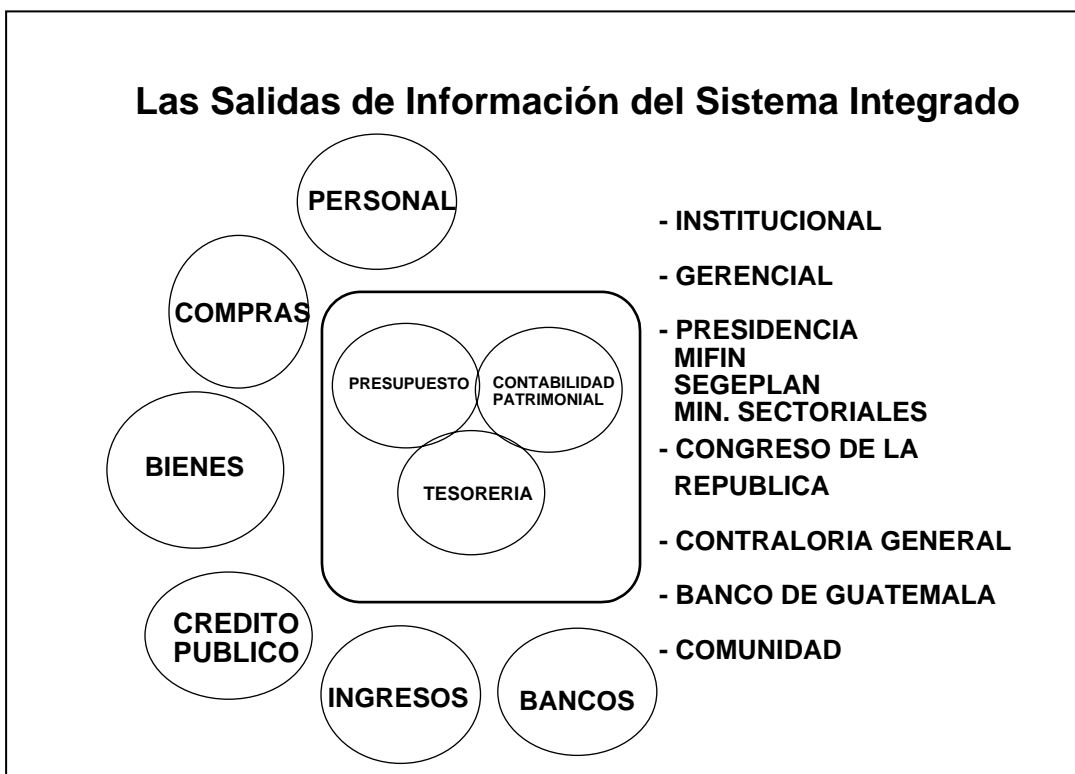 Las Salidas de Información del Sistema Integrado
PERSONAL
COMPRAS
BIENES
CREDITO
PUBLICO
INGRESOS
BANCOS
PRESUPUESTO
CONTABILIDAD
PATRIMONIAL
TESORERIA
- INSTITUCIONAL
- GERENCIAL
- PRESIDENCIA
MIFIN
SEGEPLAN
MIN. SECTORIALES
- CONGRESO DE LA
REPUBLICA
- CONTRALORIA GENERAL
- BANCO DE GUATEMALA
- COMUNIDAD